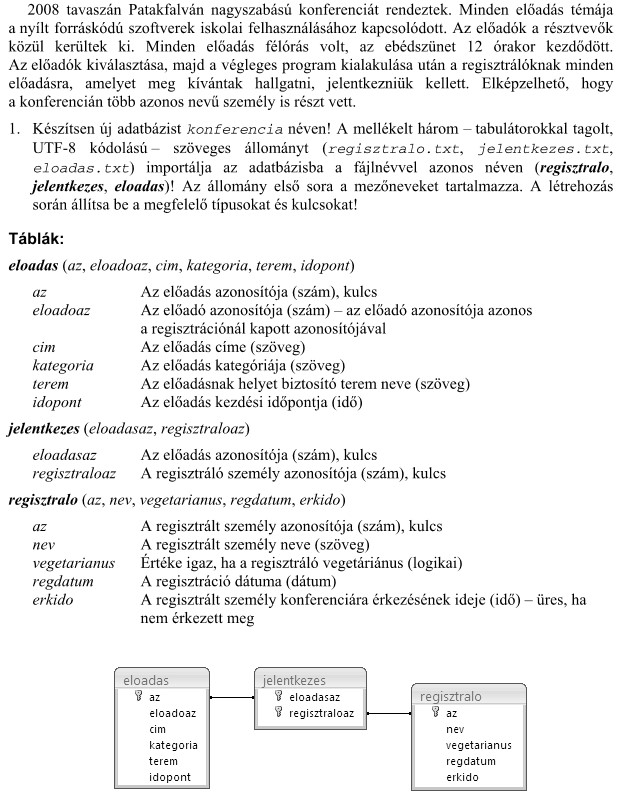 2008 tavaszán Patakfalván nagyszabású konferenciát rendeztek. Minden előadás témája
a nyílt forráskódú szoftverek iskolai felhasználásához kapcsolódott. Az előadók a résztvevők
közül kerültek ki. Minden előadás félórás volt, az ebédszünet 12 órakor kezdődött.
Az előadók kiválasztása, majd a végleges program kialakulása után a regisztrálóknak minden
előadásra, amelyet meg kívántak hallgatni, jelentkezniük kellett. Elképzelhető, hogy
a konferencián több azonos nevű személy is részt vett.
1. Készítsen új adatbázist konferencia néven! A mellékelt három – tabulátorokkal tagolt,
UTF-8 kódolású – szöveges állományt (regisztralo.txt, jelentkezes.txt,
eloadas.txt) importálja az adatbázisba a fájlnévvel azonos néven (regisztralo,
jelentkezes, eloadas)! Az állomány első sora a mezőneveket tartalmazza. A létrehozás
során állítsa be a megfelelő típusokat és kulcsokat!
Táblák:
eloadas (az, eloadoaz, cim, kategoria, terem, idopont)
az Az előadás azonosítója (szám), kulcs
eloadoaz Az előadó azonosítója (szám) – az előadó azonosítója azonos
a regisztrációnál kapott azonosítójával
cim Az előadás címe (szöveg)
kategoria Az előadás kategóriája (szöveg)
terem Az előadásnak helyet biztosító terem neve (szöveg)
idopont Az előadás kezdési időpontja (idő)
jelentkezes (eloadasaz, regisztraloaz)
eloadasaz Az előadás azonosítója (szám), kulcs
regisztraloaz A regisztráló személy azonosítója (szám), kulcs
regisztralo (az, nev, vegetarianus, regdatum, erkido)
az A regisztrált személy azonosítója (szám), kulcs
nev A regisztrált személy neve (szöveg)
vegetarianus Értéke igaz, ha a regisztráló vegetáriánus (logikai)
regdatum A regisztráció dátuma (dátum)
erkido A regisztrált személy konferenciára érkezésének ideje (idő) – üres, ha
nem érkezett meg
eloadas
az
eloadoaz
cim
kategoria
terem
idopont
jelentkezes
eloadasaz
regisztraloaz
regisztralo
az
nev
vegetarianus
regdatum
erkido